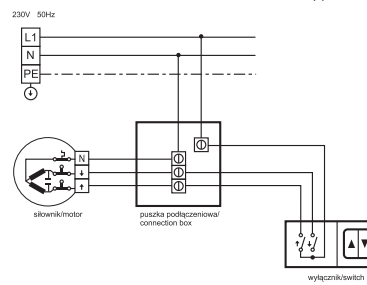 230V 50Hz
L1
N
PE
N
siłownik/motor
puszka podłączeniowa/
connection box
wyłącznik/switch